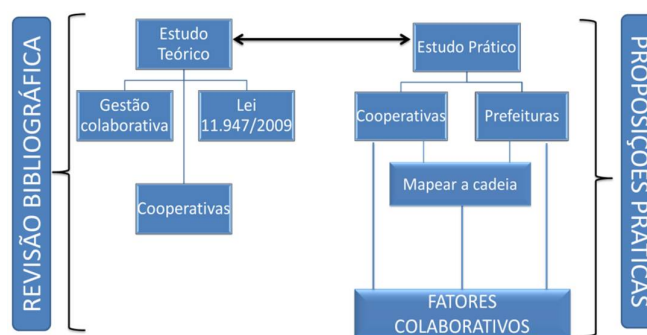 REVISÃO BIBLIOGRÁFICA
Estudo
Teórico
Gestão
colaborativa
Lei
11.947/2009
Cooperativas
Estudo Prático
Cooperativas
Prefeituras
Mapear a cadeia
FATORES
COLABORATIVOS
PROPOSIÇÕES PRÁTICAS